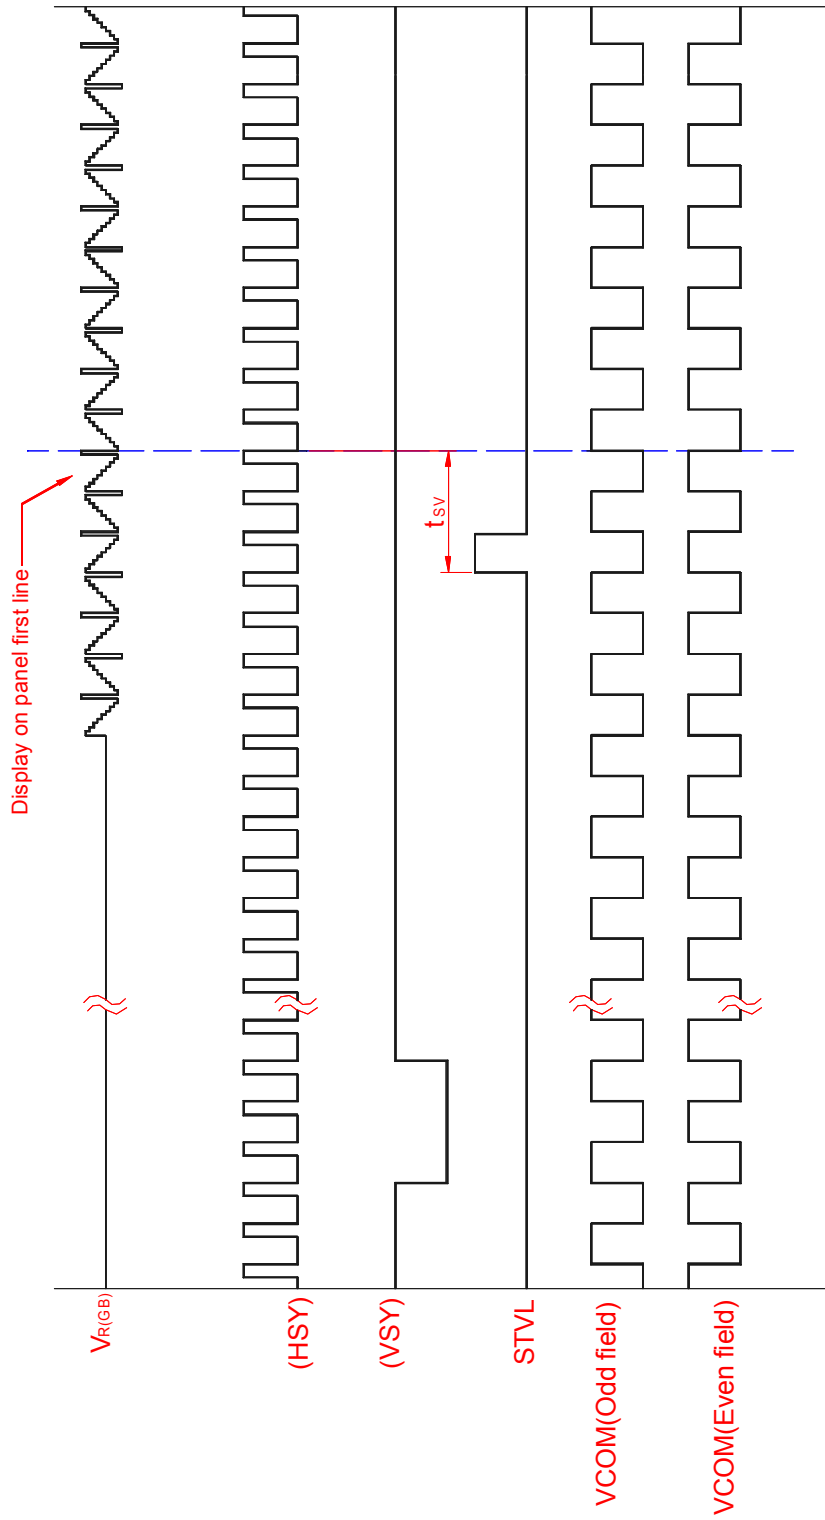 Display on panel first line
VR(GB)
(HSY)
(VSY)
tsv
STVL
VCOM(Odd field)
VCOM(Even field)